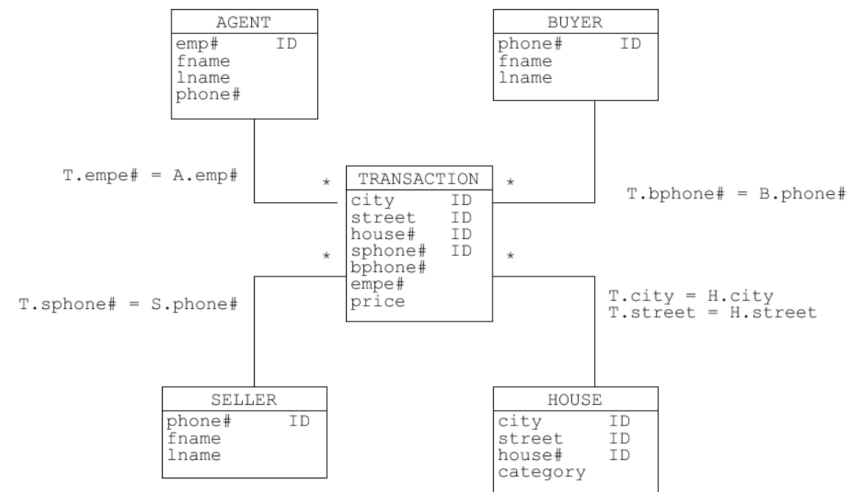 AGENT
emp# ID
fname
lname
phone#
BUYER
phone# ID
fname
lname
T.empe# = A.emp#
*
*
T.bphone# = B.phone#
TRANSACTION
city ID
street ID
house# ID
sphone# ID
bphone#
empe#
price
*
*
T.sphone# = S.phone#
T.city = H.city
T.street = H.street
SELLER
phone# ID
fname
lname
HOUSE
city ID
street ID
house# ID
category